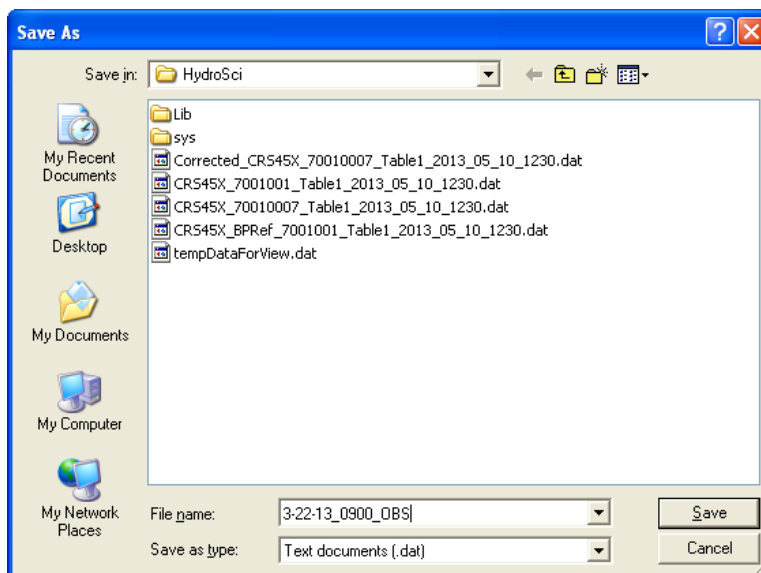 Save As
Save in: HydroSci
My Recent Documents
Desktop
My Documents
My Computer
My Network Places
Lib
sys
Corrected_CRS45X_70010007_Table1_2013_05_10_1230.dat
CRS45X_7001001_Table1_2013_05_10_1230.dat
CRS45X_70010007_Table1_2013_05_10_1230.dat
CRS45X_BPRef_7001001_Table1_2013_05_10_1230.dat
tempDataForView.dat
File name: 3-22-13_0900_OBS Save
Save as type: Text documents (.dat) Cancel